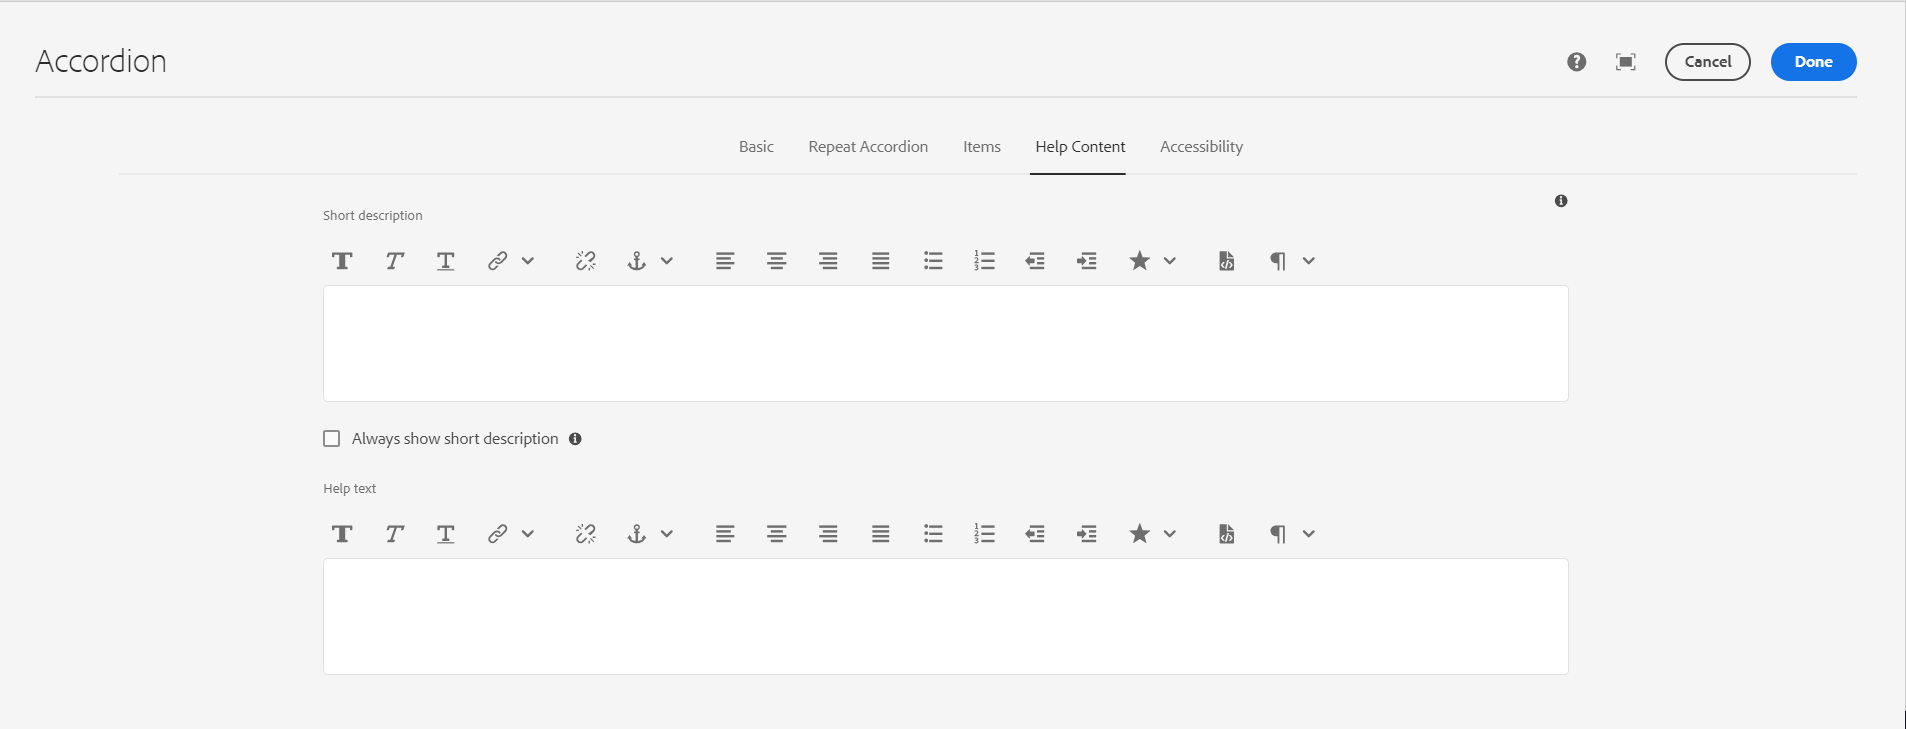 Accordion
Cancel
Done
Basic
Repeat Accordion
Items
Help Content
Accessibility
Short description
Always show short description
Help text